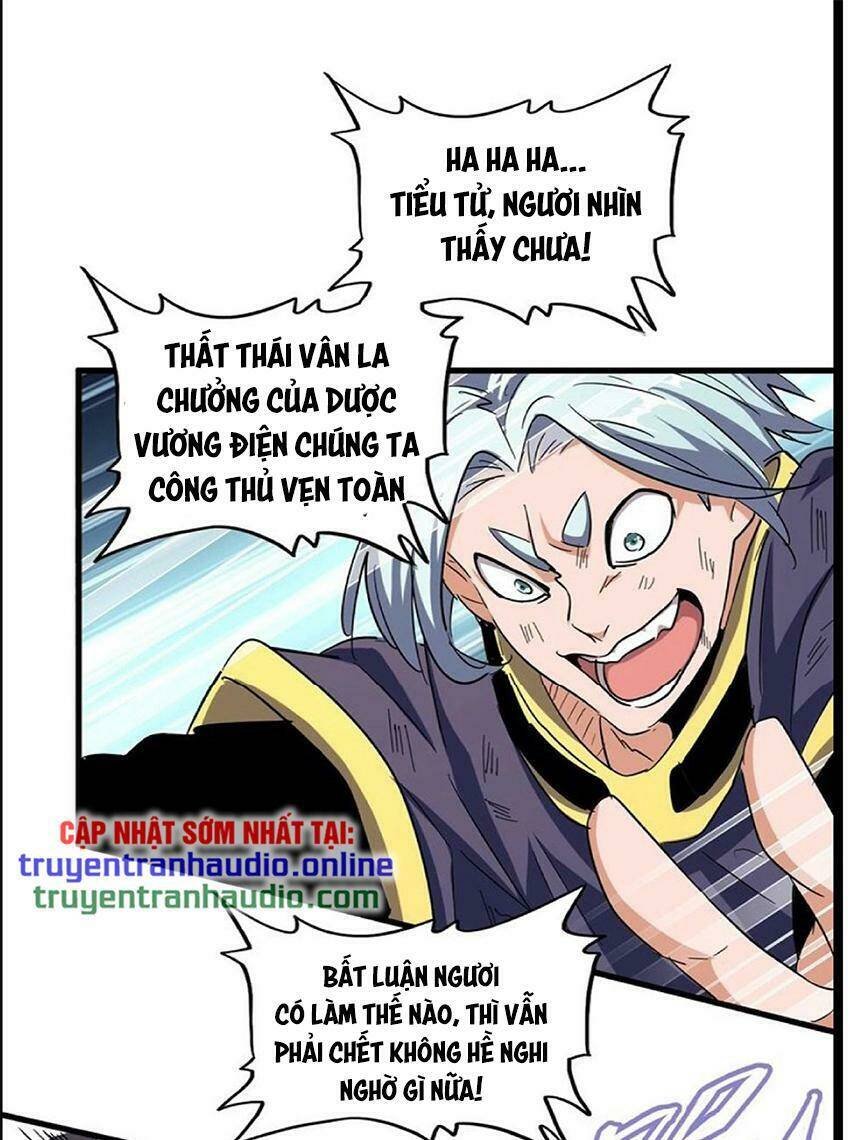 HA HA HA...
TIỂU TỬ, NGƯƠI NHÌN
THẤY CHƯA!
THẤT THÁI VÂN LA
CHƯỞNG CỦA DƯỢC
VƯƠNG ĐIỆN CHÚNG TA
CÔNG THỦ VẸN TOÀN
CẬP NHẬT SỚM NHẤT TẠI:
truyentranhaudio.online
truyentranhaudio.com
BẤT LUẬN NGƯƠI
CÓ LÀM THẾ NÀO, THÌ VẪN
PHẢI CHẾT KHÔNG HỀ NGHI
NGHỜ GÌ NỮA!